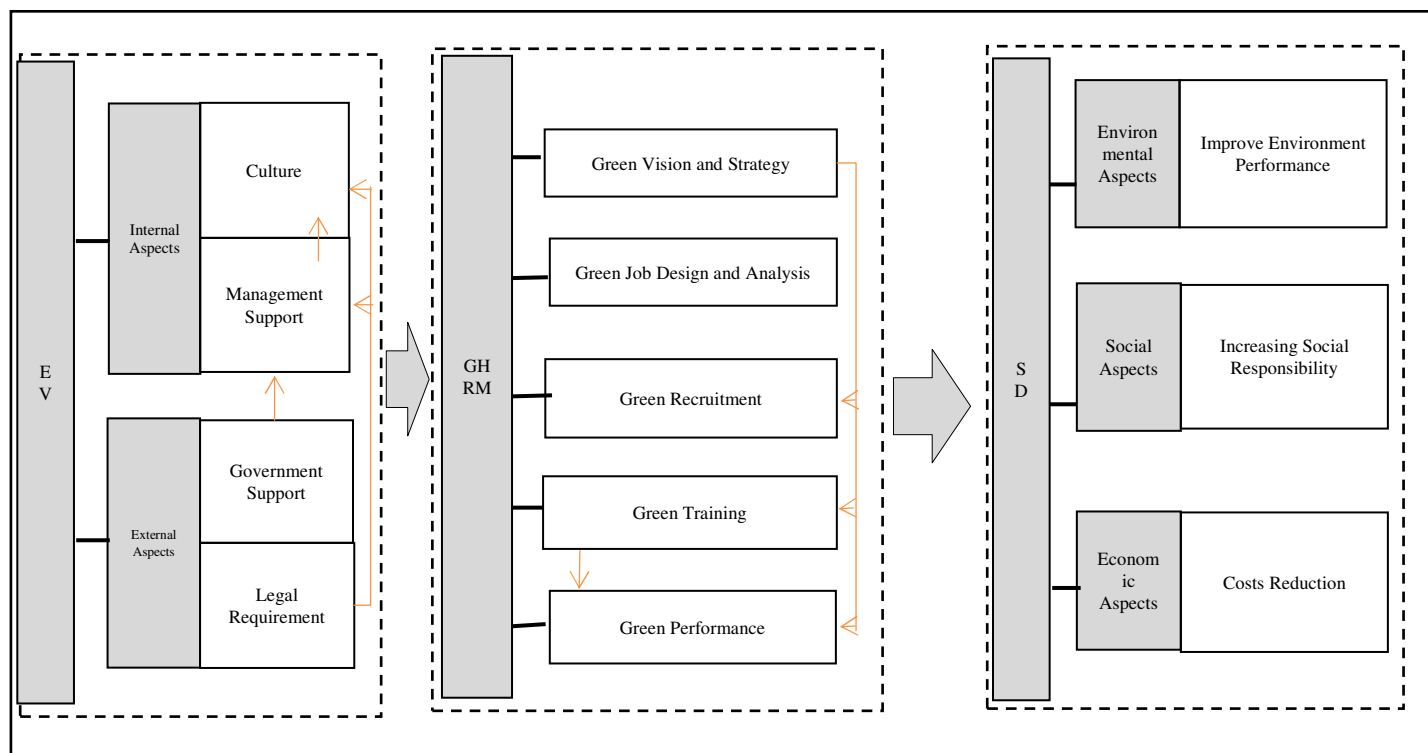 E
V
Internal
Aspects
Culture
Management
Support
External
Aspects
Government
Support
Legal
Requirement
GH
RM
Green Vision and Strategy
Green Job Design and Analysis
Green Recruitment
Green Training
Green Performance
S
D
Environ
mental
Aspects
Improve Environment
Performance
Social
Aspects
Increasing Social
Responsibility
Econom
ic
Aspects
Costs Reduction